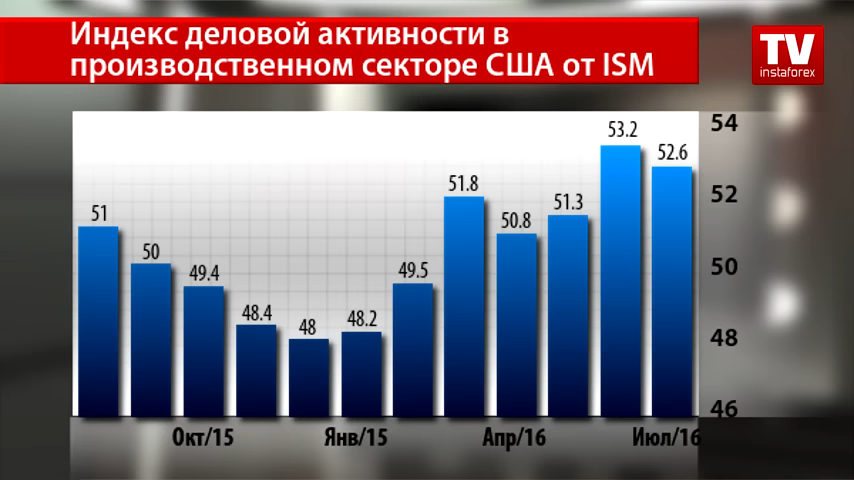 Индекс деловой активности в
производственном секторе США от ISM
TV
instaforex
54
53.2
52.6
52
51.8
51.3
51
50.8
50
50
49.4
49.5
48.4
48
48.2
48
46
Окт/15
Янв/15
Апр/16
Июл/16